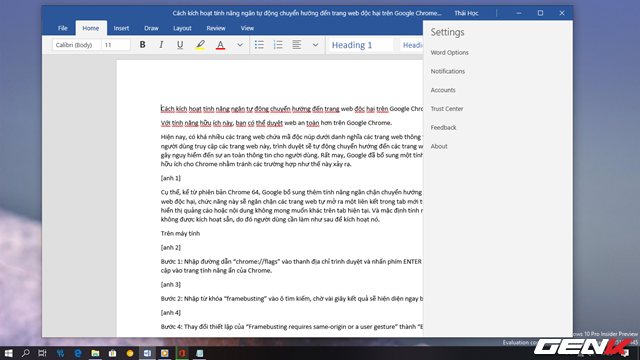 Cách kích hoạt tính năng ngăn tự động chuyển hướng đến trang web độc hại trên Google Chrome...
Thái Học
File Home Insert Draw Layout Review View
Calibri (Body) 11 B I U A Heading 1 Headin
Settings
Word Options
Notifications
Accounts
Trust Center
Feedback
About
Cách kích hoạt tính năng ngăn tự động chuyển hướng đến trang web độc hại trên Google Chrom
Với tính năng hữu ích này, bạn có thể duyệt web an toàn hơn trên Google Chrome.
Hiện nay, có khá nhiều các trang web chứa mã độc núp dưới danh nghĩa các trang web thông
người dùng truy cập các trang web này, trình duyệt sẽ tự động chuyển hướng đến các trang w
gây nguy hiểm đến sự an toàn thông tin cho người dùng. Rất may, Google đã bổ sung một tính
hữu ích cho Chrome nhằm tránh các trường hợp như thế này xảy ra.
[anh 1]
Cụ thể, kể từ phiên bản Chrome 64, Google bổ sung thêm tính năng ngăn chặn chuyển hướng
web độc hại, chức năng này sẽ ngăn chặn các trang web tự mở ra một liên kết trong tab mới
hiển thị quảng cáo hoặc nội dung không mong muốn khác trên tab hiện tại. Và mặc định tính n
không được kích hoạt sẵn, do đó người dùng cần làm như sau để kích hoạt nó.
Trên máy tính
[anh 2]
Bước 1: Nhập đường dẫn “chrome://flags” vào thanh địa chỉ trình duyệt và nhấn phím ENTER
cập vào trang tính năng ẩn của Chrome.
[anh 3]
Bước 2: Nhập từ khóa “framebusting” vào ô tìm kiếm, chờ vài giây kết quả sẽ hiện diện ngay b
[anh 4]
Bước 4: Thay đổi thiết lập của “Framebusting requires same-origin or a user gesture” thành “E
10 Pro Insider Preview
Evaluation
GENK